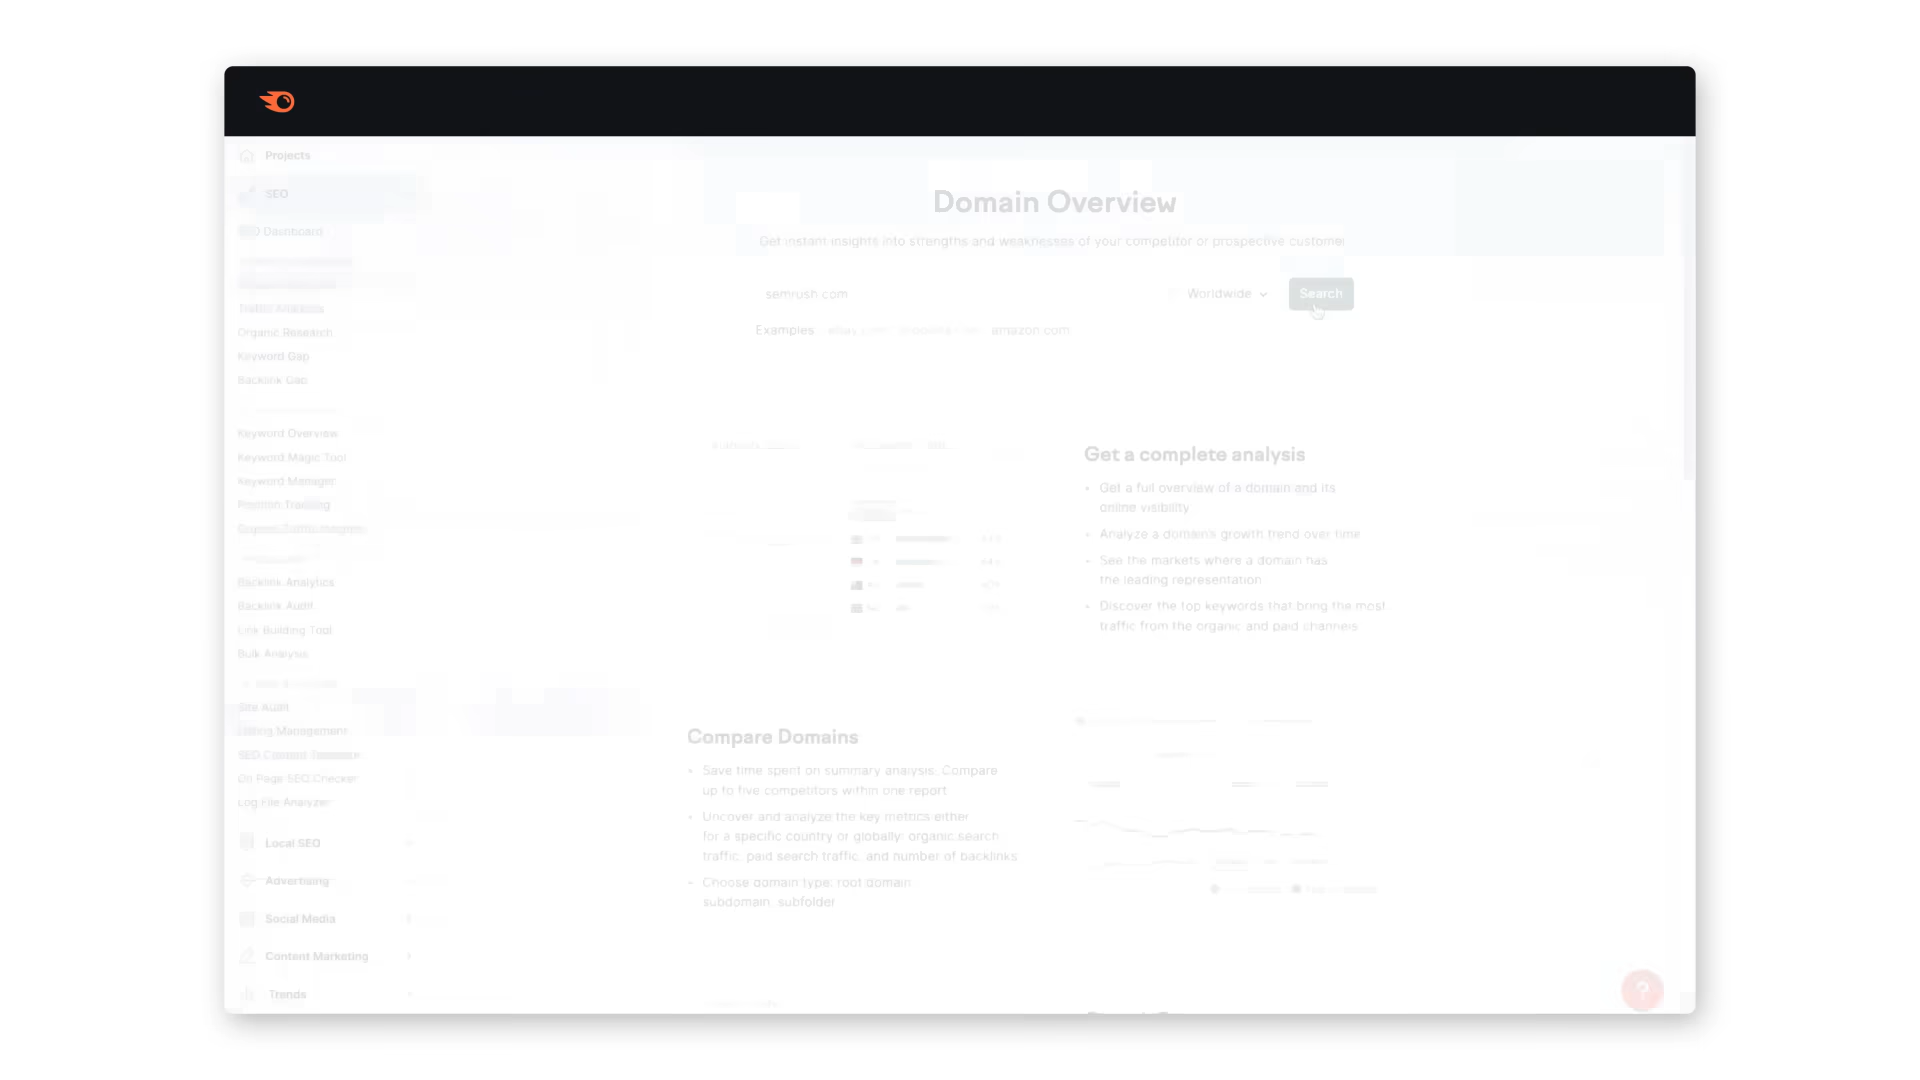 Projects
SEO
Dashboard
Organic Research
Keyword Gap
Backlink Gap
Keyword Overview
Keyword Magic Tool
Keyword Manager
Position Tracking
Backlink Analytics
Backlink Audit
Link Building Tool
Bulk Analysis
Site Audit
Listing Management
SEO Content Template
On Page SEO Checker
Log File Analyzer
Local SEO
Advertising
Social Media
Content Marketing
Trends
Domain Overview
Get instant insights into strengths and weaknesses of your competitor or prospective customer
semrush.com
Worldwide
Search
Examples
amazon.com
Get a complete analysis
• Get a full overview of a domain and its
online visibility
• Analyze a domain's growth trend over time
• See the markets where a domain has
the leading representation
• Discover the top keywords that bring the most
traffic from the organic and paid channels
Compare Domains
• Save time spent on summary analysis. Compare
up to five competitors within one report
• Uncover and analyze the key metrics either
for a specific country or globally: organic search
traffic, paid search traffic, and number of backlinks
• Choose domain type: root domain,
subdomain, subfolder
?